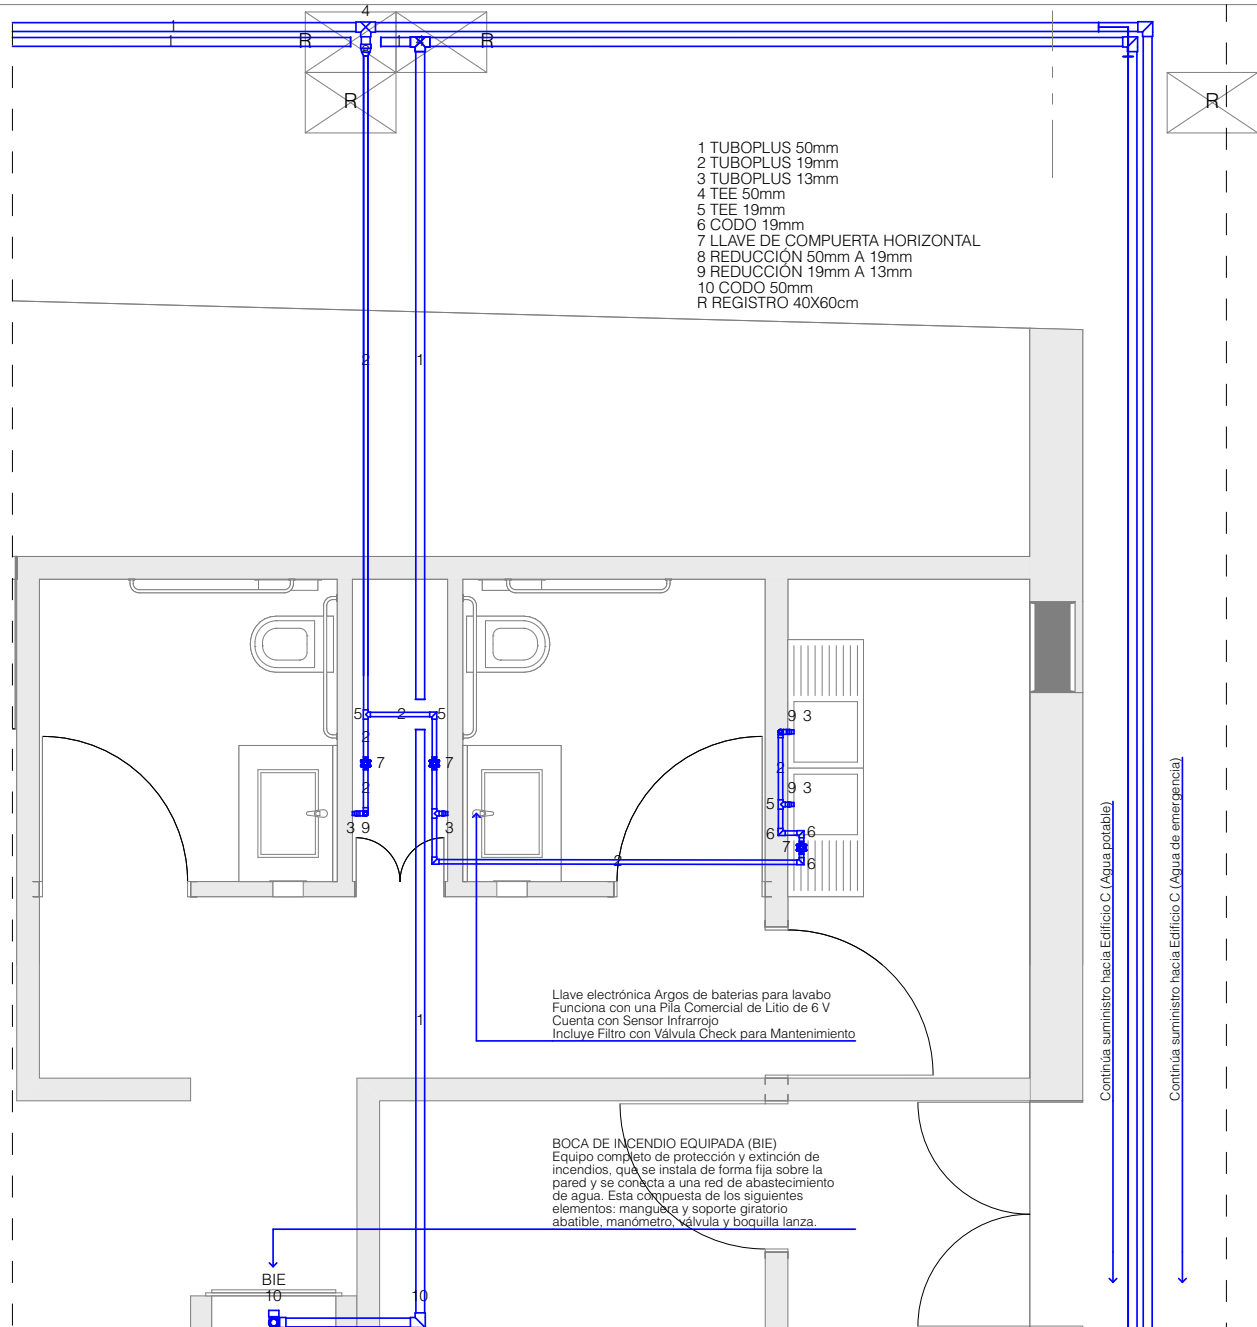 4
1
1
R
1
R
R
R
1 TUBOPLUS 50mm
2 TUBOPLUS 19mm
3 TUBOPLUS 13mm
4 TEE 50mm
5 TEE 19mm
6 CODO 19mm
7 LLAVE DE COMPUERTA HORIZONTAL
8 REDUCCIÓN 50mm A 19mm
9 REDUCCIÓN 19mm A 13mm
10 CODO 50mm
R REGISTRO 40X60cm
2
1
5
2
5
9 3
2
7
7
2
2
9 3
5
3 9
3
6
6
7
2
6
Continúa suministro hacia Edificio C (Agua potable)
Continúa suministro hacia Edificio C (Agua de emergencia)
Llave electrónica Argos de baterias para lavabo
Funciona con una Pila Comercial de Litio de 6 V
Cuenta con Sensor Infrarrojo
Incluye Filtro con Válvula Check para Mantenimiento
1
BOCA DE INCENDIO EQUIPADA (BIE)
Equipo completo de protección y extinción de
incendios, que se instala de forma fija sobre la
pared y se conecta a una red de abastecimiento
de agua. Esta compuesta de los siguientes
elementos: manguera y soporte giratorio
abatible, manómetro, válvula y boquilla lanza.
BIE
10
10